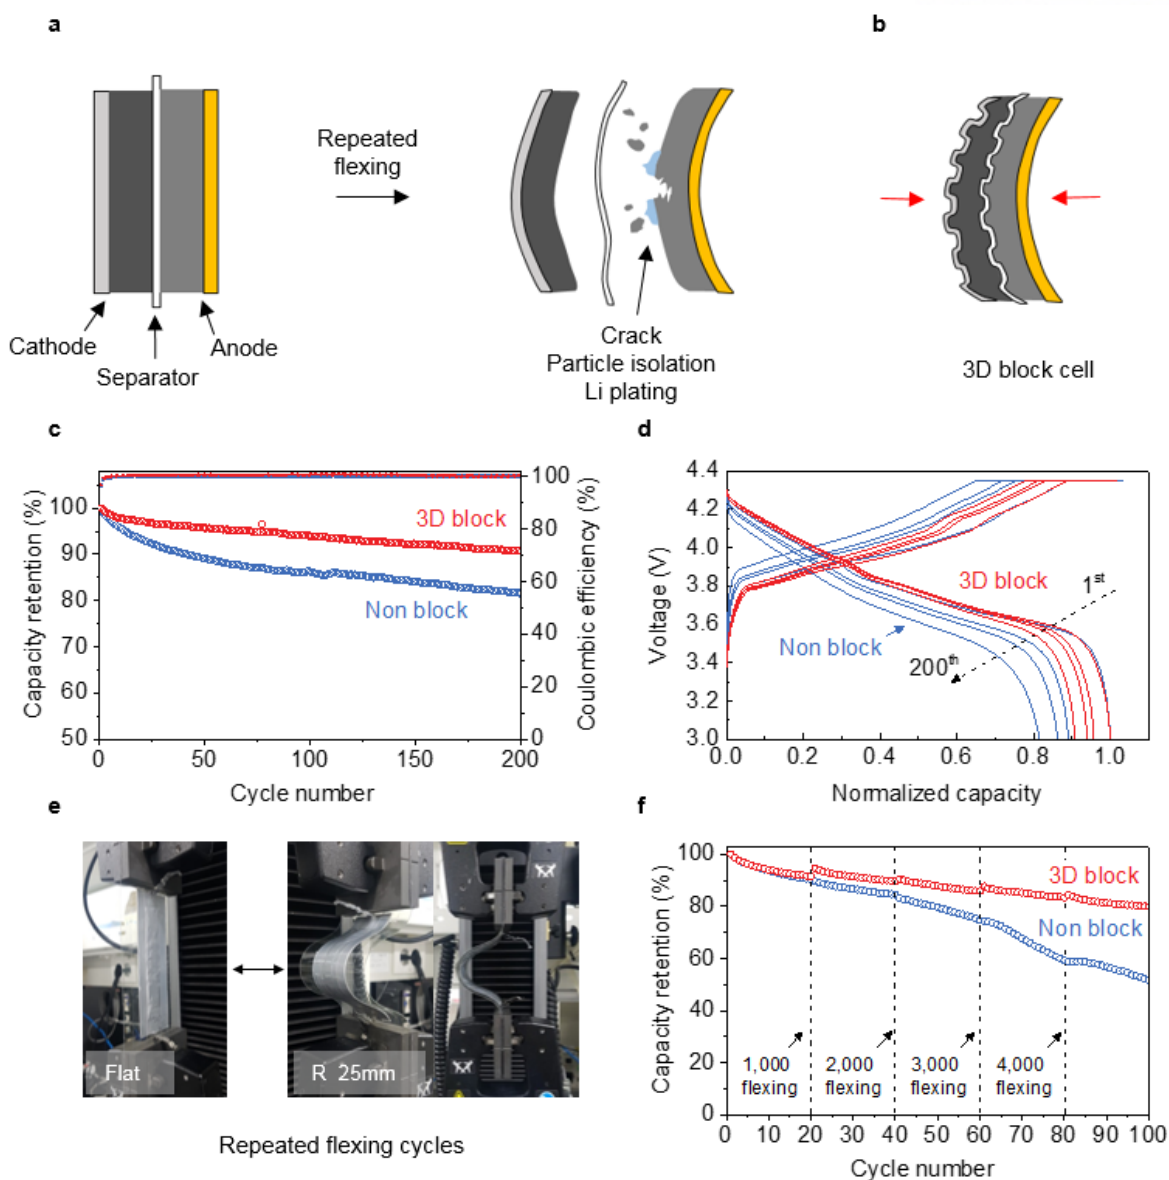 a
b
Repeated
flexing
Cathode
Separator
Anode
Crack
Particle isolation
Li plating
3D block cell
c
Capacity retention (%)
100
90
80
70
60
50
0
50
100
150
200
Cycle number
100
80
60
40
20
0
Coulombic efficiency (%)
3D block
Non block
d
Voltage (V)
4.4
4.2
4.0
3.8
3.6
3.4
3.2
3.0
0.0
0.2
0.4
0.6
0.8
1.0
Normalized capacity
3D block
1st
Non block
200th
e
Flat
R 25mm
Repeated flexing cycles
f
Capacity retention (%)
100
80
60
40
20
0
0
10
20
30
40
50
60
70
80
90
100
Cycle number
3D block
Non block
1,000
flexing
2,000
flexing
3,000
flexing
4,000
flexing